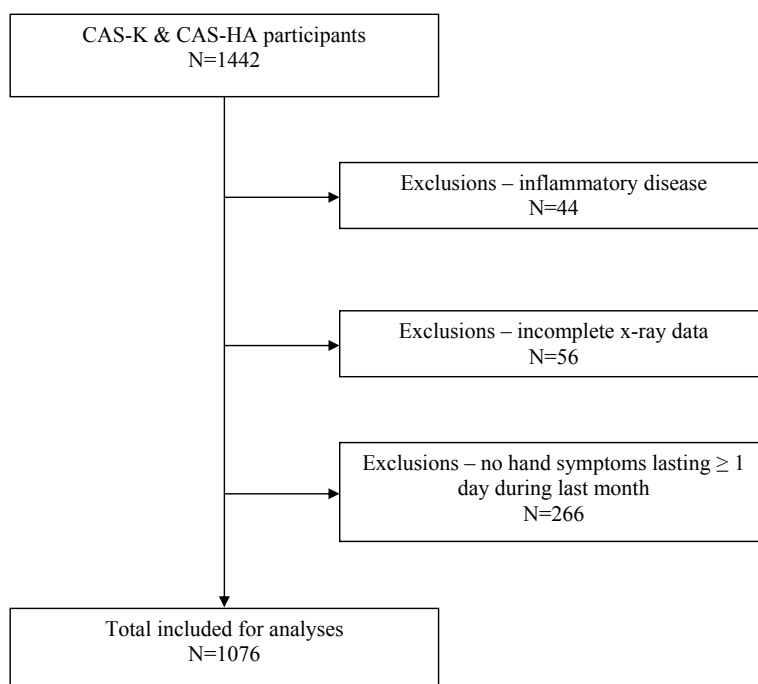 CAS-K & CAS-HA participants
N=1442
Exclusions – inflammatory disease
N=44
Exclusions – incomplete x-ray data
N=56
Exclusions – no hand symptoms lasting ≥ 1
day during last month
N=266
Total included for analyses
N=1076